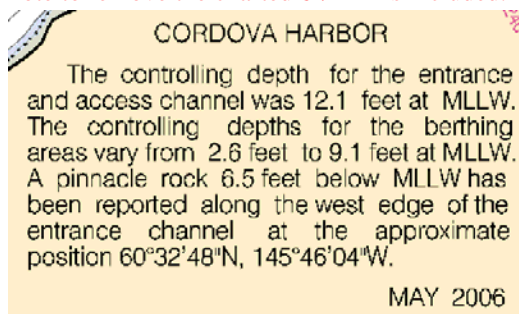 CORDOVA HARBOR
The controlling depth for the entrance
and access channel was 12.1 feet at MLLW.
The controlling depths for the berthing
areas vary from 2.6 feet to 9.1 feet at MLLW.
A pinnacle rock 6.5 feet below MLLW has
been reported along the west edge of the
entrance channel at the approximate
position 60°32'48"N, 145°46'04"W.
MAY 2006